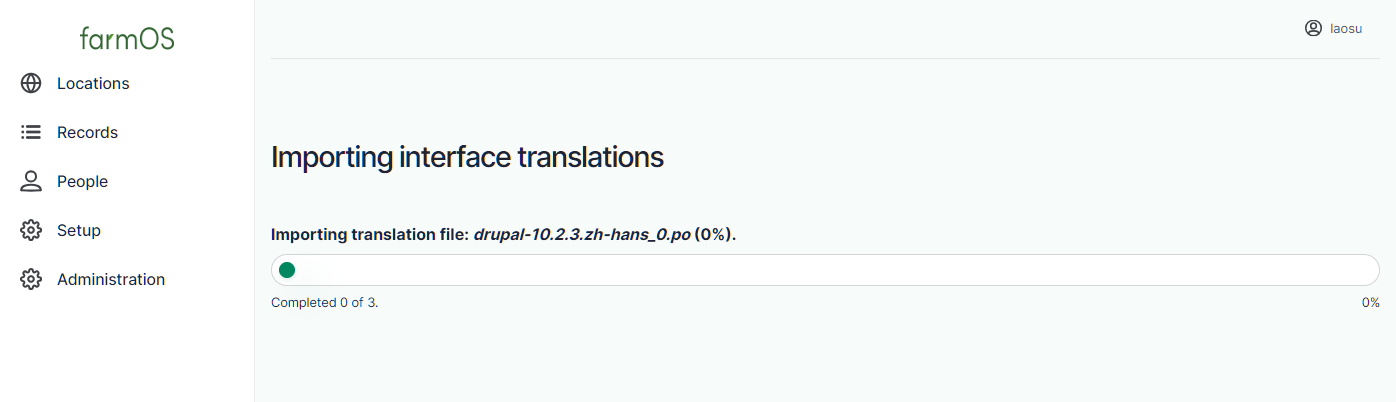 farmOS
laosu
Locations
Records
People
Setup
Administration
Importing interface translations
Importing translation file: drupal-10.2.3.zh-hans_0.po (0%).
Completed 0 of 3.
0%